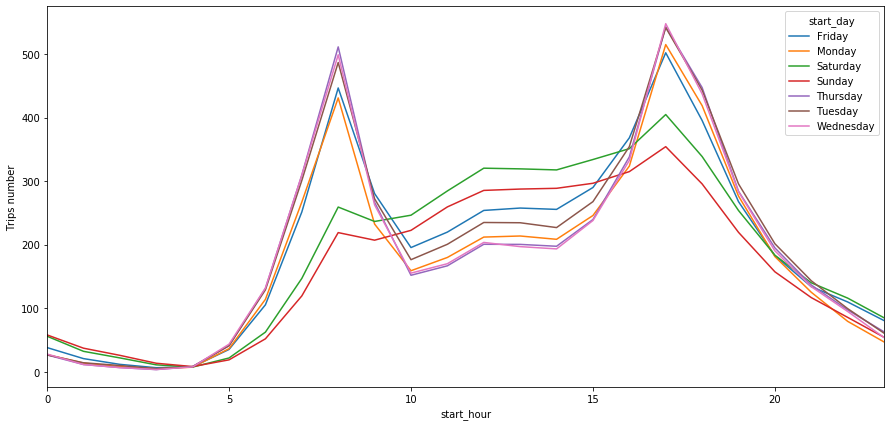 start_day
Friday
Monday
Saturday
Sunday
Thursday
Tuesday
Wednesday
Trips number
500
400
300
200
100
0
0 5 10 15 20
start_hour